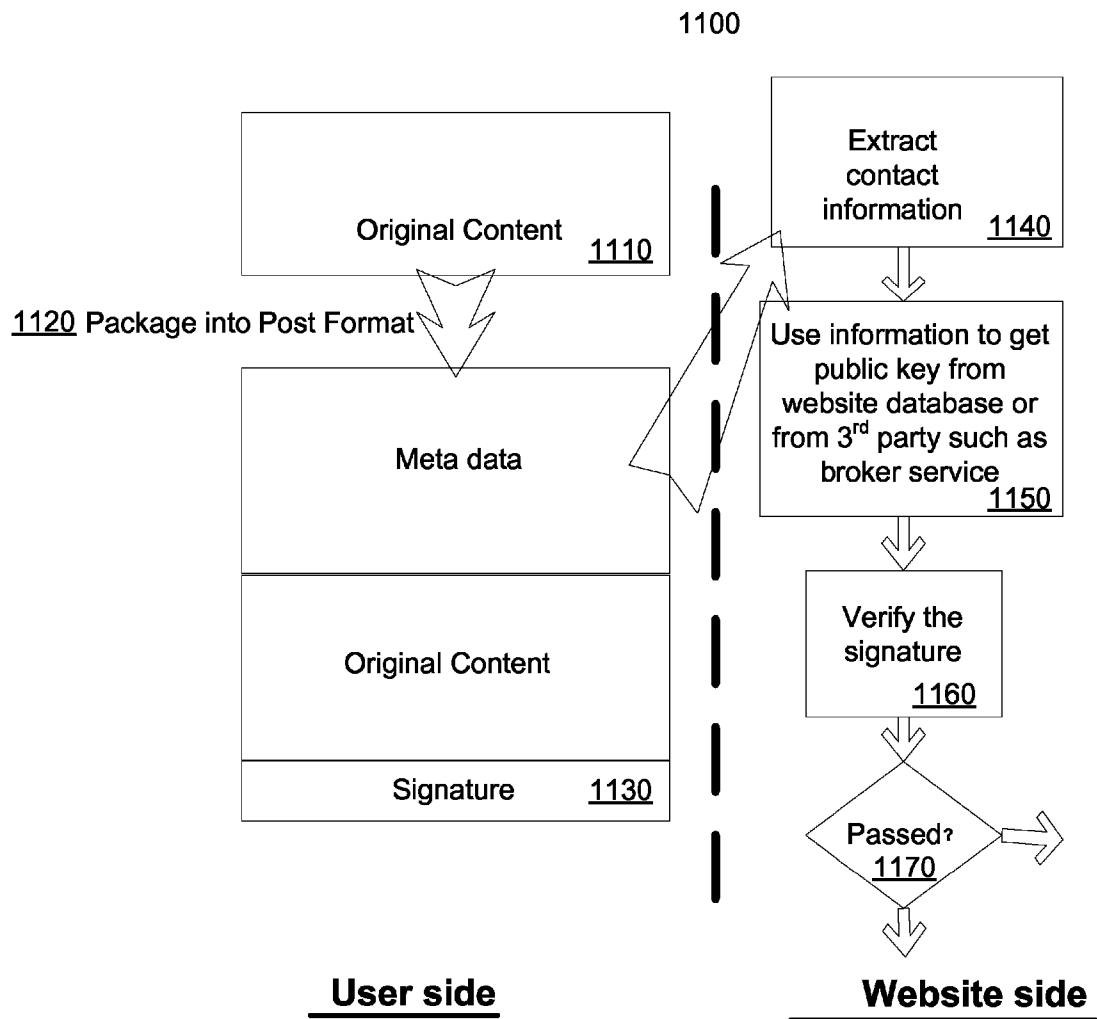 1100
Original Content 1110
1120 Package into Post Format
Meta data
Original Content
Signature 1130
User side
Extract
contact
information
1140
Use information to get
public key from
website database or
from 3rd party such as
broker service
1150
Verify the
signature
1160
Passed?
1170
Website side